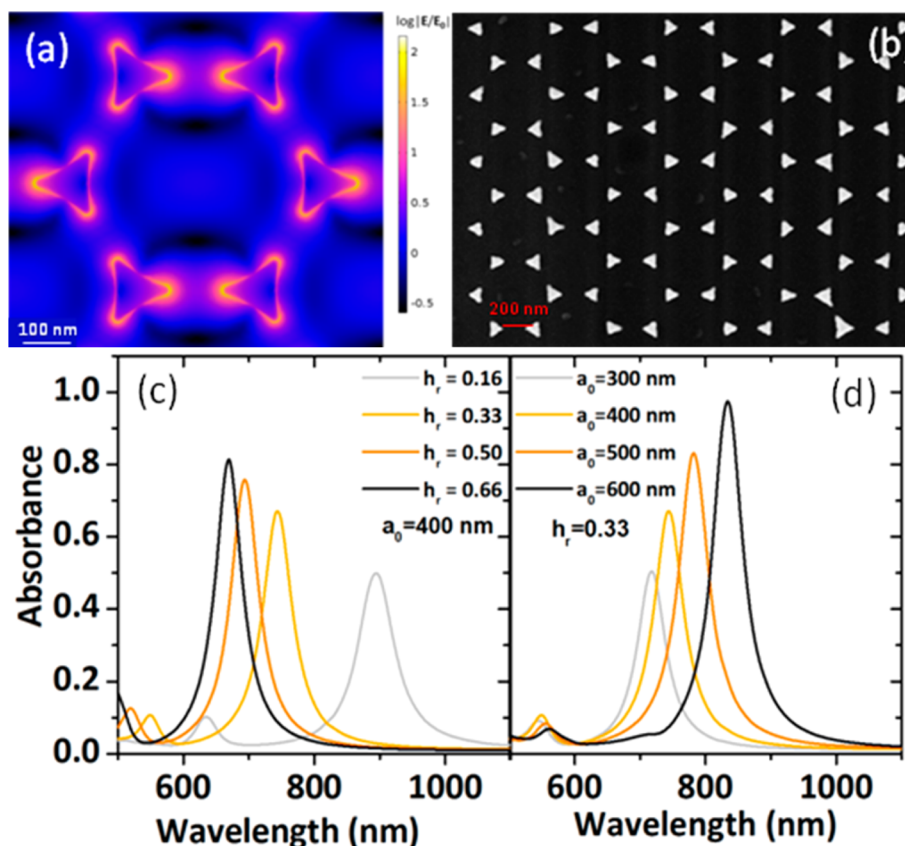 (a)
log|E/E₀|
2
1.5
1
0.5
0
-0.5
100 nm
(b)
200 nm
(c)
hᵣ = 0.16
hᵣ = 0.33
hᵣ = 0.50
hᵣ = 0.66
a₀=400 nm
(d)
a₀=300 nm
a₀=400 nm
a₀=500 nm
a₀=600 nm
hᵣ=0.33
Absorbance
1.0
0.8
0.6
0.4
0.2
0.0
600
800
1000
Wavelength (nm)
600
800
1000
Wavelength (nm)